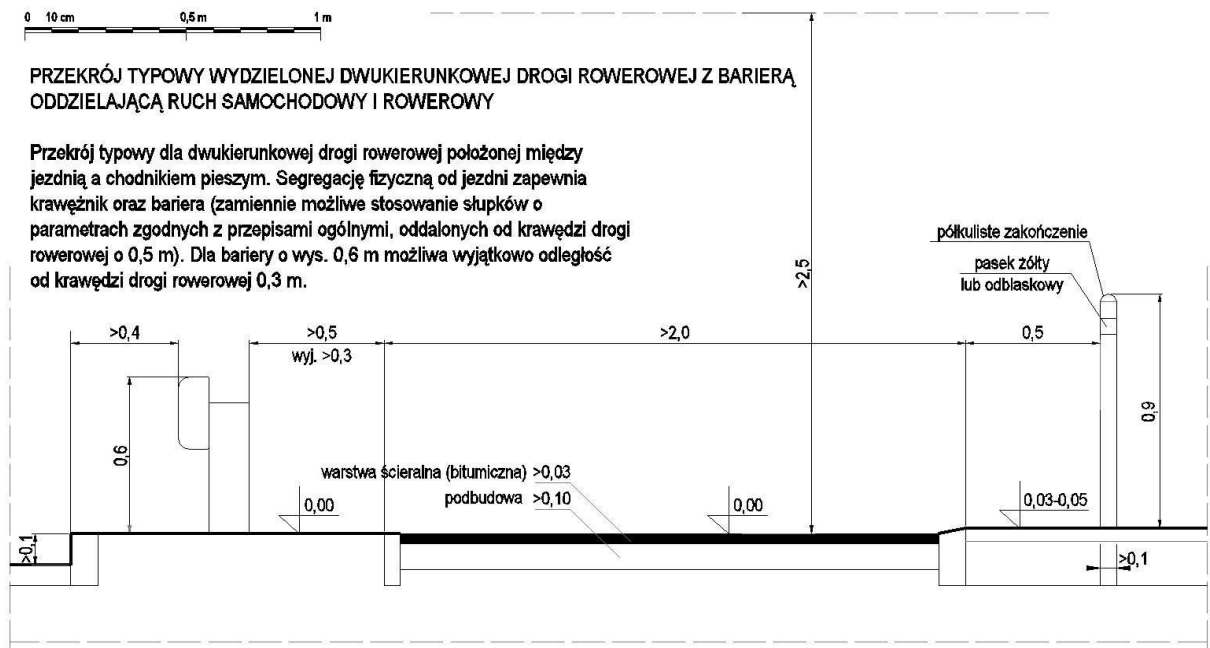 0 10 cm 0,5 m 1 m
PRZEKRÓJ TYPOWY WYDZIELONEJ DWUKIERUNKOWEJ DROGI ROWEROWEJ Z BARIERĄ
ODDZIELAJĄCĄ RUCH SAMOCHODOWY I ROWEROWY
Przekrój typowy dla dwukierunkowej drogi rowerowej położonej między
jezdnią a chodnikiem pieszym. Segregację fizyczną od jezdni zapewnia
krawężnik oraz bariera (zamiennie możliwe stosowanie słupków o
parametrach zgodnych z przepisami ogólnymi, oddalonych od krawędzi drogi
rowerowej o 0,5 m). Dla bariery o wys. 0,6 m możliwa wyjątkowo odległość
od krawędzi drogi rowerowej 0,3 m.
>2,5
półkuliste zakończenie
pasek żółty
lub odblaskowy
>0,4
>0,5
wyj. >0,3
>2,0
0,5
0,6
0,9
warstwa ścieralna (bitumiczna) >0,03
podbudowa >0,10
0,00
0,00
0,03-0,05
>0,1
>0,1